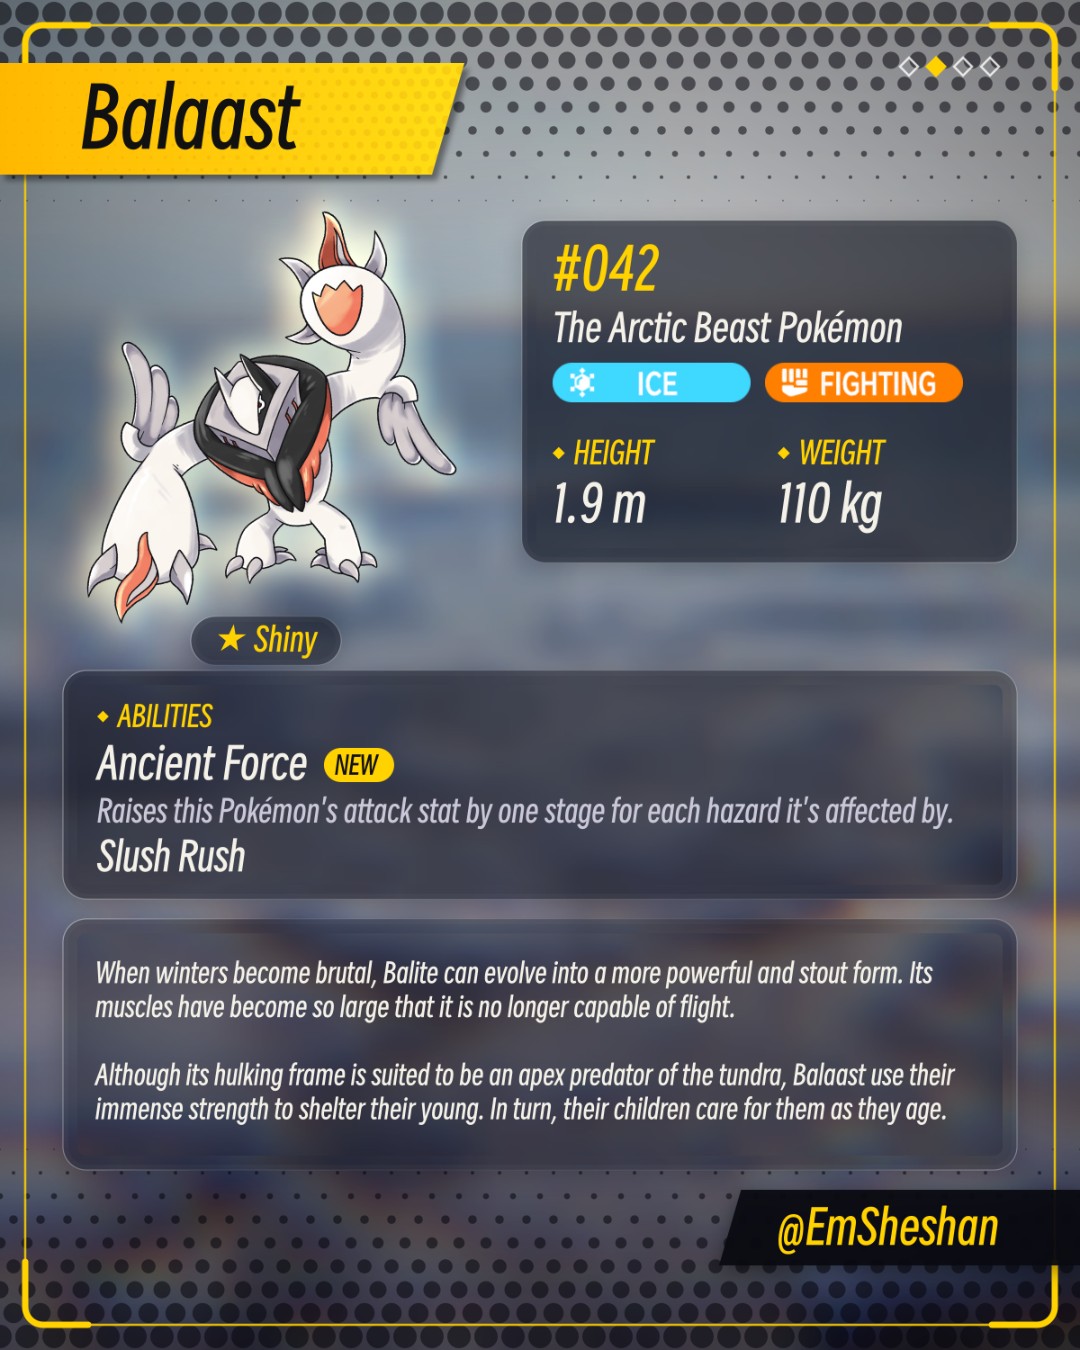 Balaast
#042
The Arctic Beast Pokémon
ICE
FIGHTING
HEIGHT
WEIGHT
1.9 m
110 kg
Shiny
ABILITIES
Ancient Force NEW
Raises this Pokémon's attack stat by one stage for each hazard it's affected by.
Slush Rush
When winters become brutal, Balite can evolve into a more powerful and stout form. Its
muscles have become so large that it is no longer capable of flight.
Although its hulking frame is suited to be an apex predator of the tundra, Balaast use their
immense strength to shelter their young. In turn, their children care for them as they age.
@EmSheshan